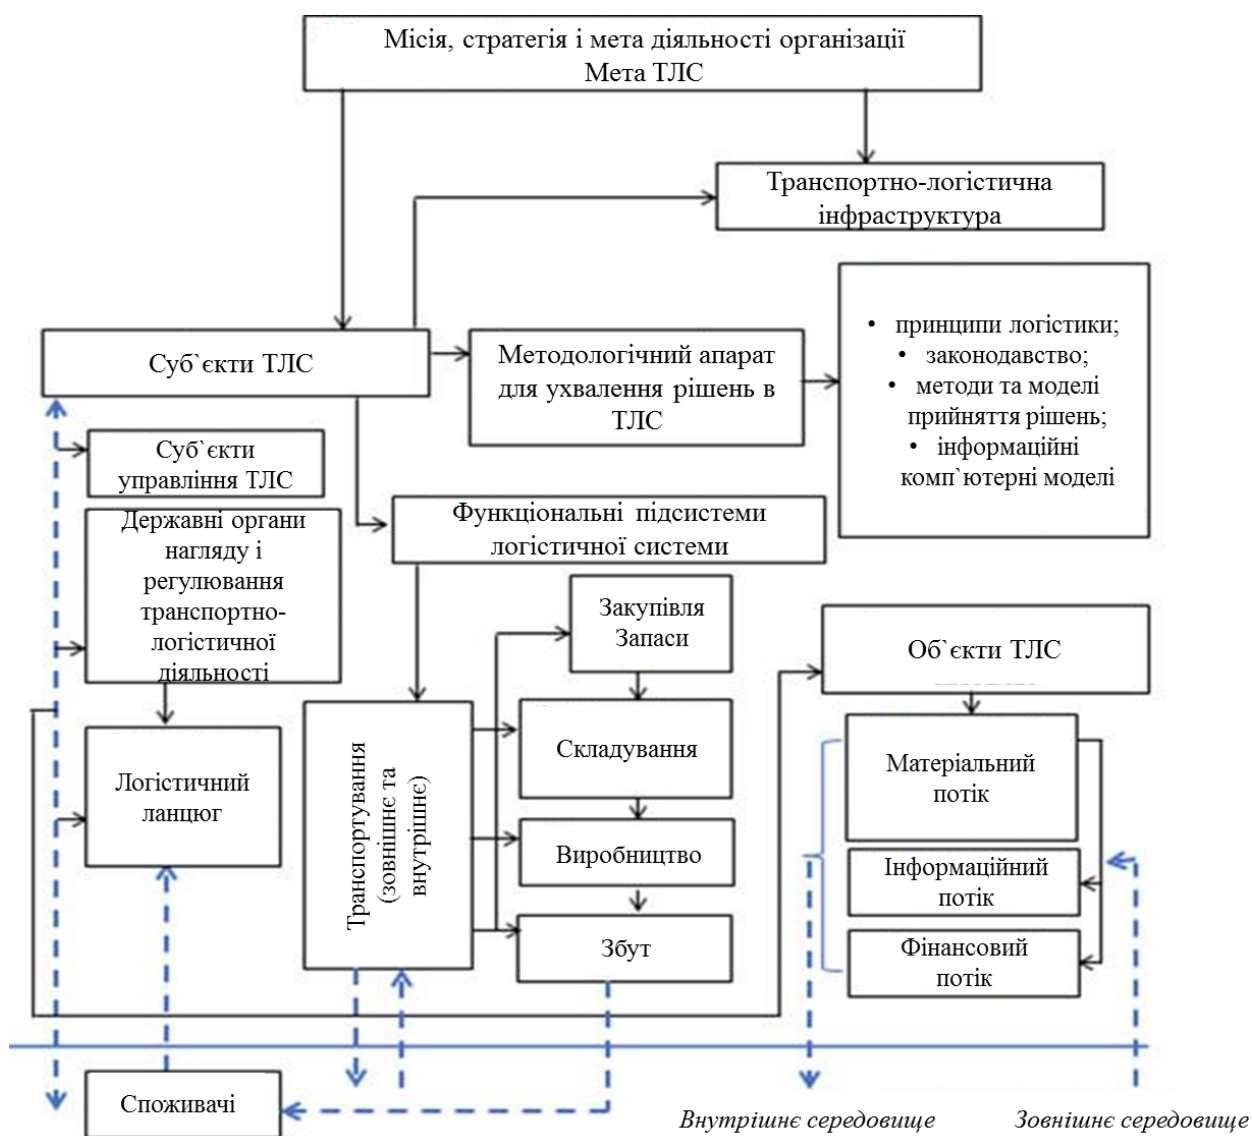 Місія, стратегія і мета діяльності організації
Мета ТЛС
Транспортно-логістична
інфраструктура
Суб`єкти ТЛС
Методологічний апарат
для ухвалення рішень в
ТЛС
• принципи логістики;
• законодавство;
• методи та моделі
прийняття рішень;
• інформаційні
комп`ютерні моделі
Суб`єкти
управління ТЛС
Державні органи
нагляду і
регулювання
транспортно-
логістичної
діяльності
Логістичний
ланцюг
Функціональні підсистеми
логістичної системи
Транспортування
(зовнішнє та
внутрішнє)
Закупівля
Запаси
Складування
Виробництво
Збут
Об`єкти ТЛС
Матеріальний
потік
Інформаційний
потік
Фінансовий
потік
Споживачі
Внутрішнє середовище
Зовнішнє середовище